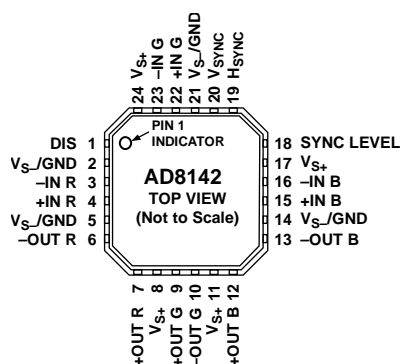 24 VS+
23 −IN G
22 +IN G
21 VS–/GND
20 VSYNC
19 HSYNC
DIS 1
VS–/GND 2
−IN R 3
+IN R 4
VS–/GND 5
−OUT R 6
PIN 1
INDICATOR
AD8142
TOP VIEW
(Not to Scale)
18 SYNC LEVEL
17 VS+
16 −IN B
15 +IN B
14 VS–/GND
13 −OUT B
+OUT R 7
VS+ 8
+OUT G 9
−OUT G 10
VS+ 11
+OUT B 12